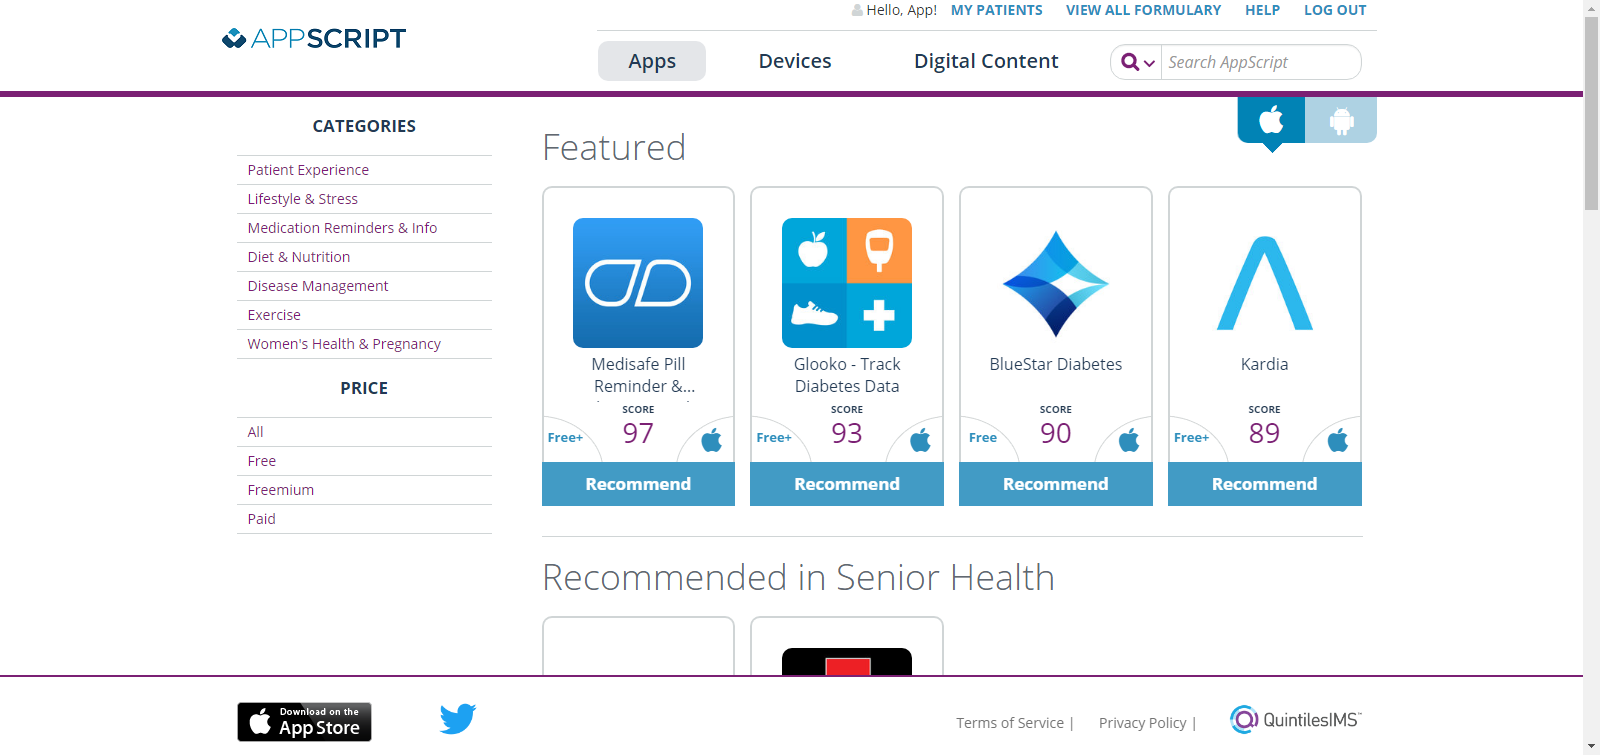 Hello, App! MY PATIENTS VIEW ALL FORMULARY HELP LOG OUT
APPSCRIPT
Apps Devices Digital Content Search AppScript
CATEGORIES
Patient Experience
Lifestyle & Stress
Medication Reminders & Info
Diet & Nutrition
Disease Management
Exercise
Women's Health & Pregnancy
PRICE
All
Free
Freemium
Paid
Featured
Medisafe Pill
Reminder &...
SCORE
Free+ 97
Recommend
Glooko - Track
Diabetes Data
SCORE
Free+ 93
Recommend
BlueStar Diabetes
SCORE
Free 90
Recommend
Kardia
SCORE
Free+ 89
Recommend
Recommended in Senior Health
Download on the
App Store
Terms of Service | Privacy Policy |
QuintilesIMS™